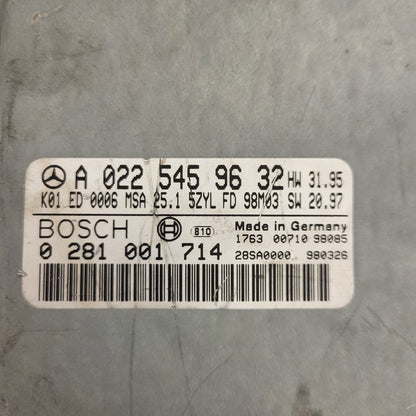 A 022 545 96 32 HW 31.95
K01 ED 0006 MSA 25.1 5ZYL FD 98M03 SW 20.97
BOSCH 810 Made in Germany
1763 00710 98085
0 281 001 714 28SA0000 980326